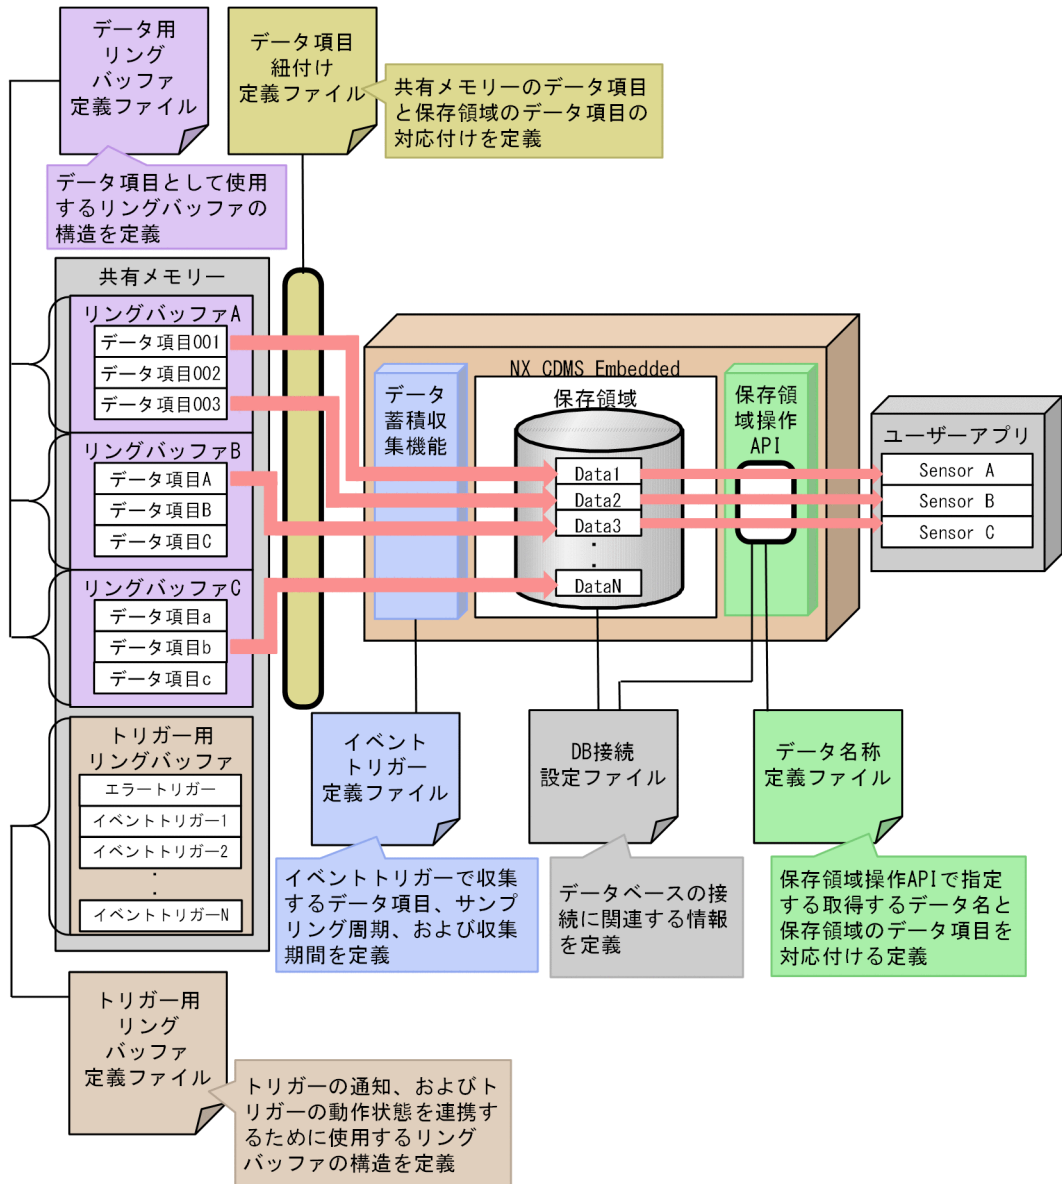 データ用
リング
バッファ
定義ファイル
データ項目
紐付け
定義ファイル
共有メモリーのデータ項目
と保存領域のデータ項目の
対応付けを定義
データ項目として使用
するリングバッファの
構造を定義
共有メモリー
リングバッファA
データ項目001
データ項目002
データ項目003
リングバッファB
データ項目A
データ項目B
データ項目C
リングバッファC
データ項目a
データ項目b
データ項目c
トリガー用
リングバッファ
エラートリガー
イベントトリガー1
イベントトリガー2
・
・
イベントトリガーN
NX CDMS Embedded
データ
蓄積収
集機能
保存領域
Data1
Data2
Data3
・
・
DataN
保存領
域操作
API
ユーザーアプリ
Sensor A
Sensor B
Sensor C
イベント
トリガー
定義ファイル
DB接続
設定ファイル
データ名称
定義ファイル
イベントトリガーで収集
するデータ項目、サンプ
リング周期、および収集
期間を定義
データベースの接
続に関連する情報
を定義
保存領域操作APIで指定
する取得するデータ名と
保存領域のデータ項目を
対応付ける定義
トリガー用
リング
バッファ
定義ファイル
トリガーの通知、およびト
リガーの動作状態を連携す
るために使用するリング
バッファの構造を定義